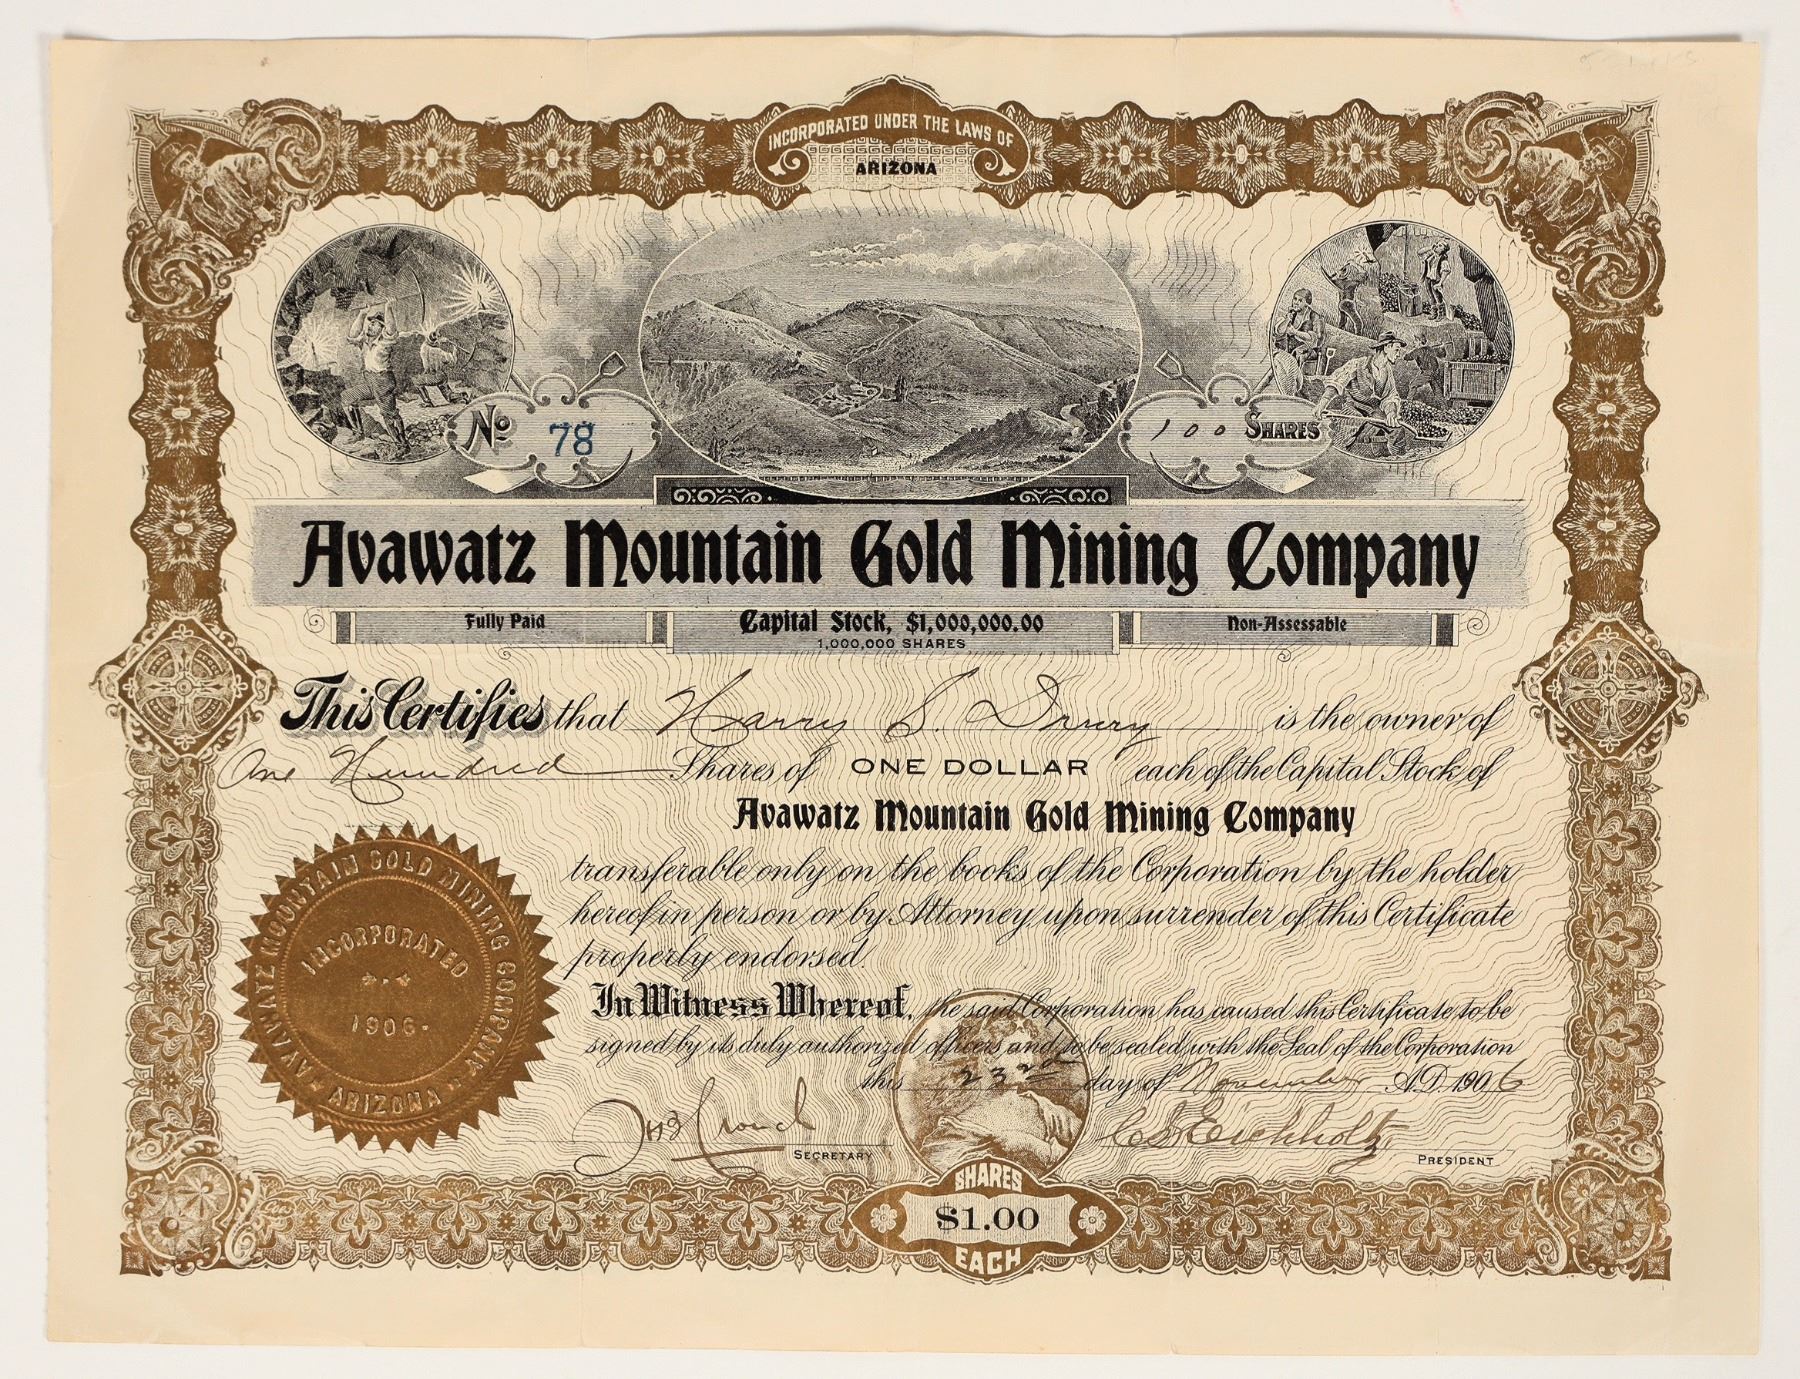 INCORPORATED UNDER THE LAWS OF
ARIZONA
No 78
100 SHARES
Avawatz Mountain Gold Mining Company
Fully Paid
Capital Stock, $1,000,000.00
Non-Assessable
1,000,000 SHARES
This Certifies that Harry S. Drury is the owner of
One Hundred Shares of ONE DOLLAR each of the Capital Stock of
Avawatz Mountain Gold Mining Company
transferable only on the books of the Corporation by the holder
hereof in person or by Attorney upon surrender of this Certificate
properly endorsed.
In Witness Whereof, the said Corporation has caused this Certificate to be
signed by its duly authorized officers and to be sealed with the Seal of the Corporation
this 23rd day of November A.D. 1906
Crouch
SECRETARY
Eichholtz
PRESIDENT
AVAWATZ MOUNTAIN GOLD MINING COMPANY
INCORPORATED
1906.
ARIZONA
SHARES
$1.00
EACH